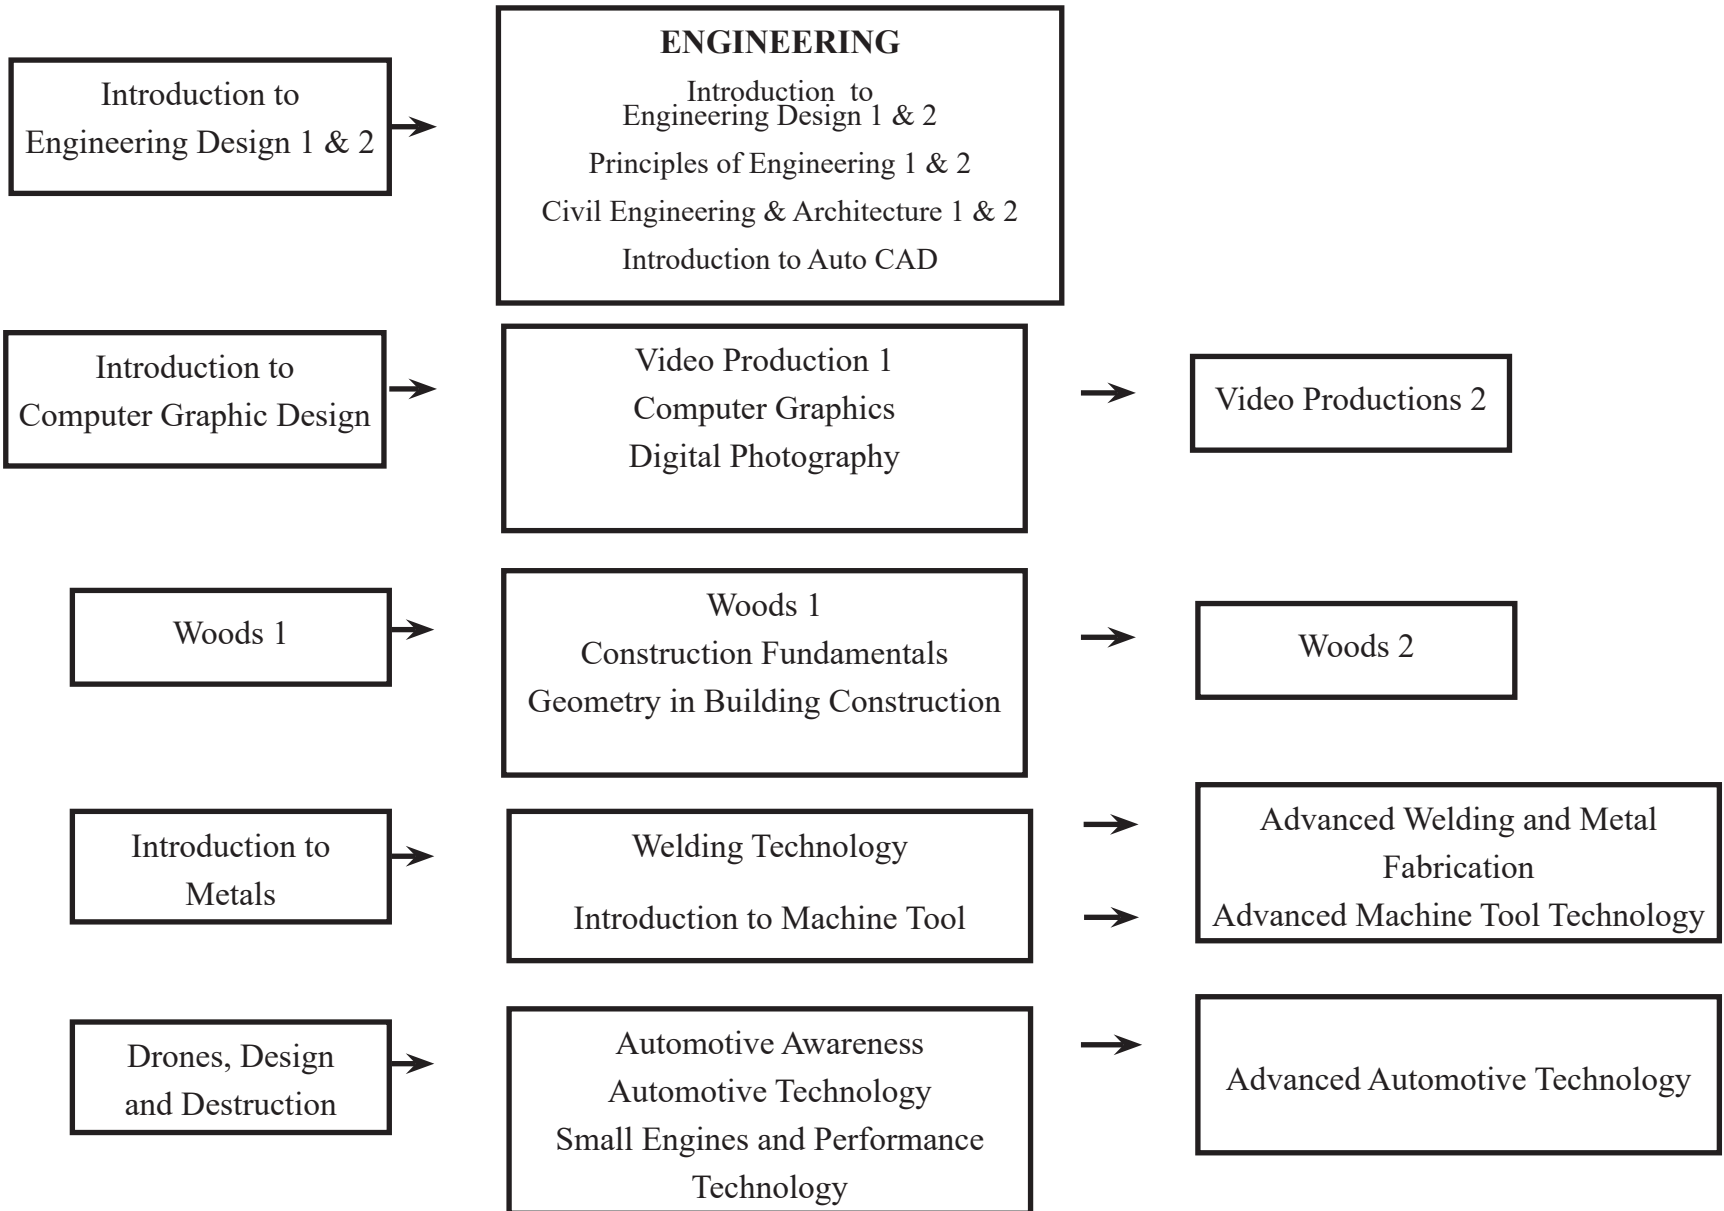 Introduction to
Engineering Design 1 & 2
ENGINEERING
Introduction to
Engineering Design 1 & 2
Principles of Engineering 1 & 2
Civil Engineering & Architecture 1 & 2
Introduction to Auto CAD
Introduction to
Computer Graphic Design
Video Production 1
Computer Graphics
Digital Photography
Video Productions 2
Woods 1
Woods 1
Construction Fundamentals
Geometry in Building Construction
Woods 2
Introduction to
Metals
Welding Technology
Introduction to Machine Tool
Advanced Welding and Metal
Fabrication
Advanced Machine Tool Technology
Drones, Design
and Destruction
Automotive Awareness
Automotive Technology
Small Engines and Performance
Technology
Advanced Automotive Technology